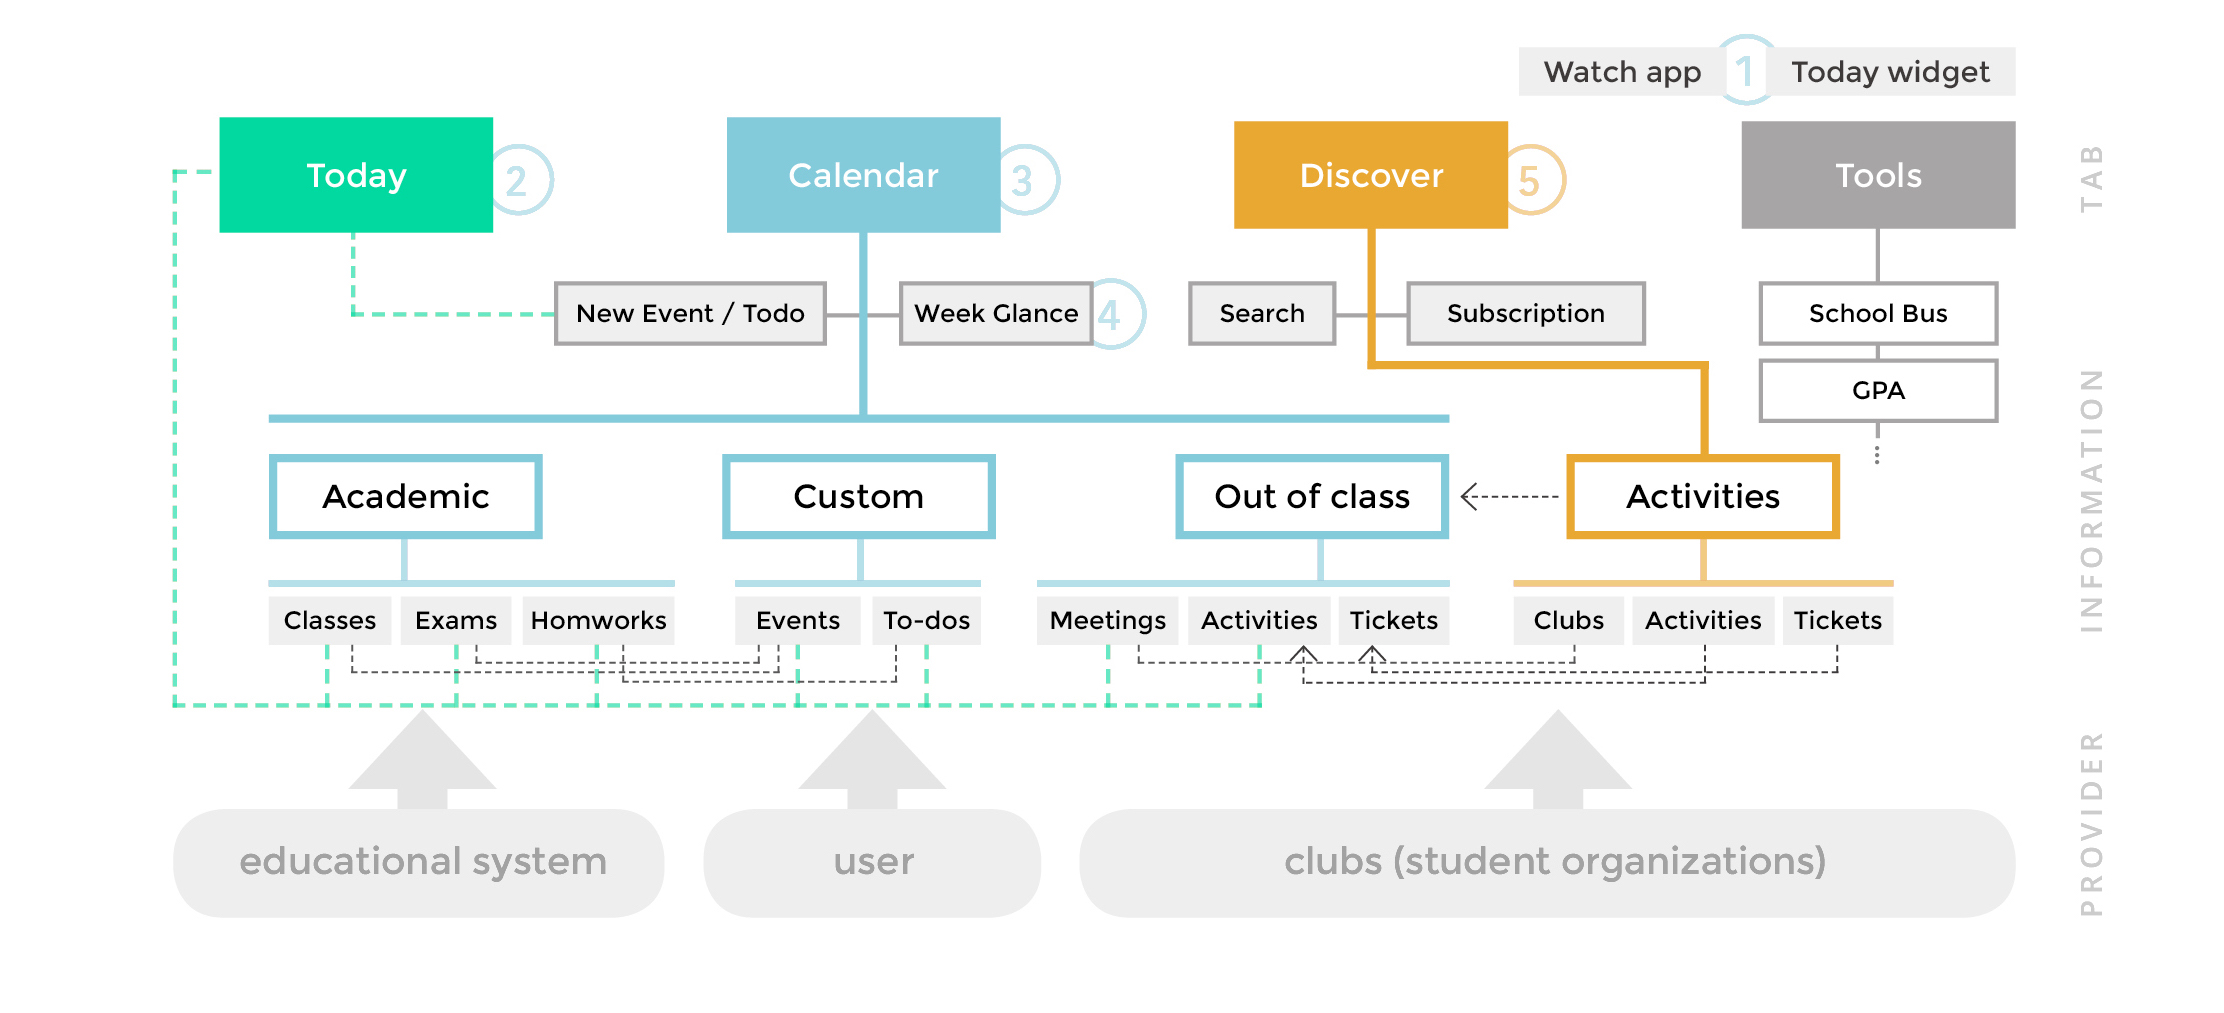 Watch app
1
Today widget
Today
2
Calendar
3
Discover
5
Tools
TAB
New Event / Todo
Week Glance
4
Search
Subscription
School Bus
GPA
INFORMATION
Academic
Custom
Out of class
Activities
Classes
Exams
Homworks
Events
To-dos
Meetings
Activities
Tickets
Clubs
Activities
Tickets
PROVIDER
educational system
user
clubs (student organizations)